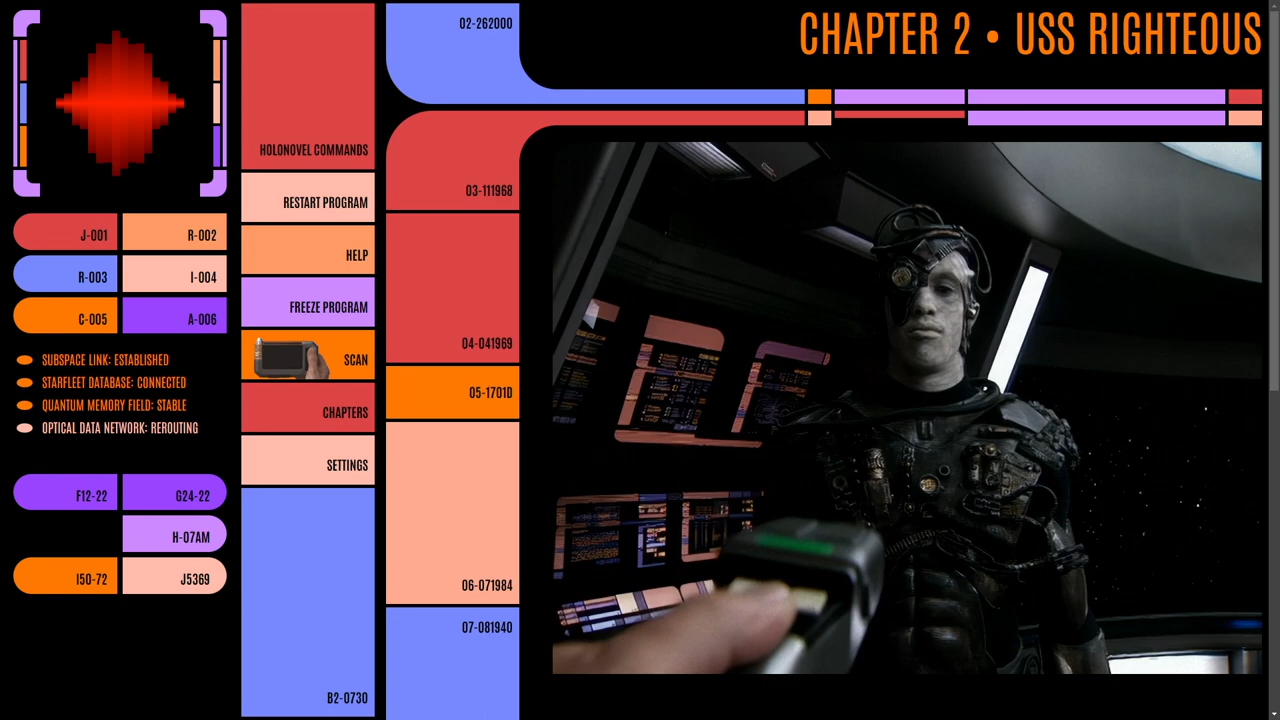 CHAPTER 2 • USS RIGHTEOUS
J-001
R-002
R-003
I-004
C-005
A-006
SUBSPACE LINK: ESTABLISHED
STARFLEET DATABASE: CONNECTED
QUANTUM MEMORY FIELD: STABLE
OPTICAL DATA NETWORK: REROUTING
F12-22
G24-22
H-07AM
I50-72
J5369
HOLONOVEL COMMANDS
RESTART PROGRAM
HELP
FREEZE PROGRAM
SCAN
CHAPTERS
SETTINGS
B2-0730
02-262000
03-111968
04-041969
05-1701D
06-071984
07-081940